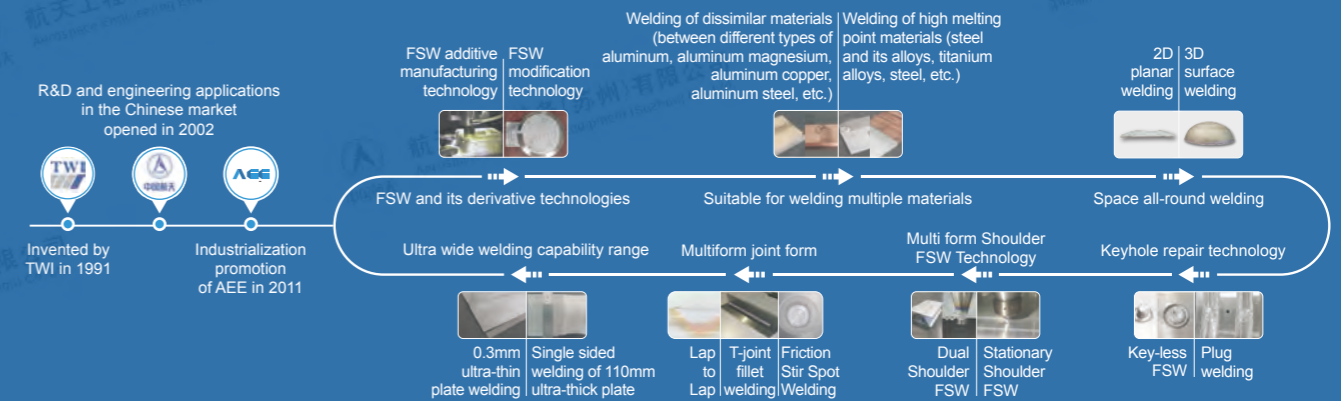 R&D and engineering applications
in the Chinese market
opened in 2002
TWI
中国航天
AEE
Invented by
TWI in 1991
Industrialization
promotion
of AEE in 2011
FSW additive
manufacturing
technology
FSW
modification
technology
FSW and its derivative technologies
Welding of dissimilar materials
(between different types of
aluminum, aluminum magnesium,
aluminum copper,
aluminum steel, etc.)
Welding of high melting
point materials (steel
and its alloys, titanium
alloys, steel, etc.)
Suitable for welding multiple materials
2D
planar
welding
3D
surface
welding
Space all-round welding
Keyhole repair technology
Key-less
FSW
Plug
welding
Multi form Shoulder
FSW Technology
Dual
Shoulder
FSW
Stationary
Shoulder
FSW
Multiform joint form
Lap
to
Lap
T-joint
fillet
welding
Friction
Stir Spot
Welding
Ultra wide welding capability range
0.3mm
ultra-thin
plate welding
Single sided
welding of 110mm
ultra-thick plate